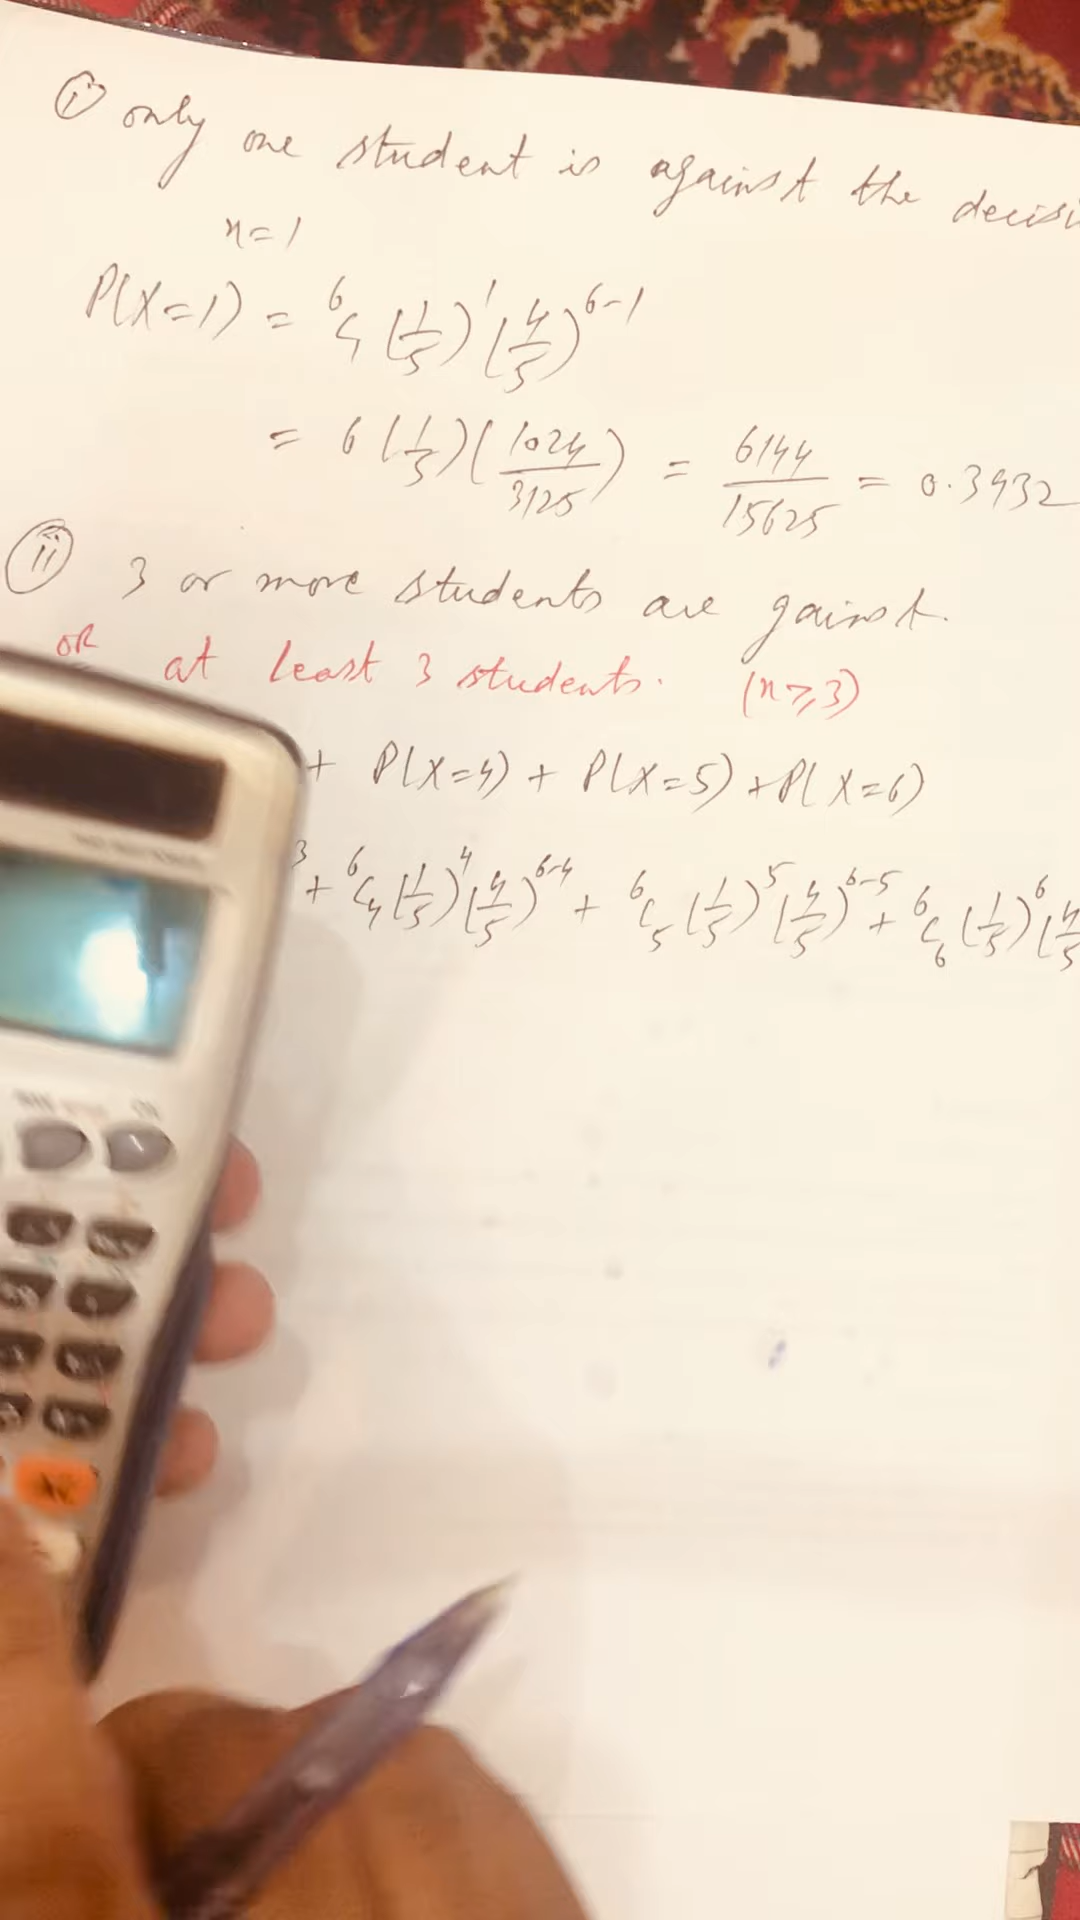 (i) only one student is against the decisi
x=1
P(X=1) = ⁶C₁ (1/5)¹ (4/5)⁶⁻¹
= 6 (1/5) (1024/3125) = 6144/15625 = 0.3932
(ii) 3 or more students are gainst.
OR at least 3 students. (x≥3)
+ P(X=4) + P(X=5) + P(X=6)
³ + ⁶C₄ (1/5)⁴ (4/5)⁶⁻⁴ + ⁶C₅ (1/5)⁵ (4/5)⁶⁻⁵ + ⁶C₆ (1/5)⁶ (4/5